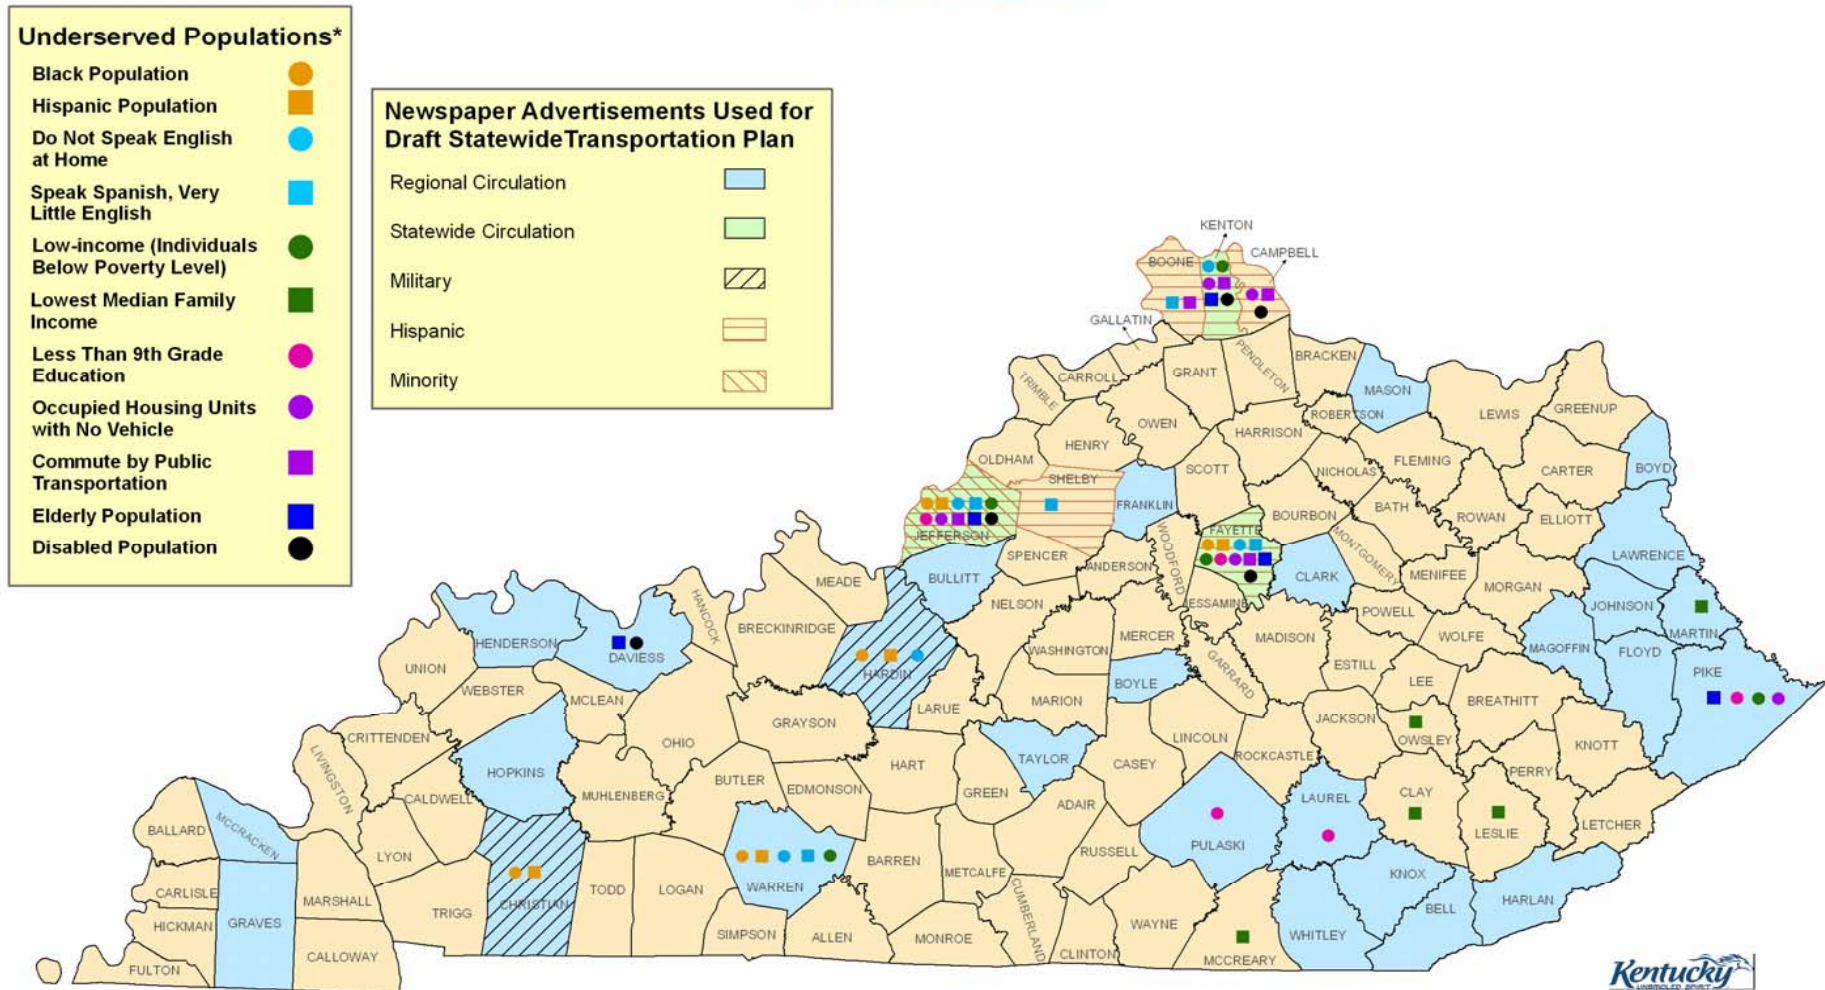 Underserved Populations*
Black Population
Hispanic Population
Do Not Speak English
at Home
Speak Spanish, Very
Little English
Low-income (Individuals
Below Poverty Level)
Lowest Median Family
Income
Less Than 9th Grade
Education
Occupied Housing Units
with No Vehicle
Commute by Public
Transportation
Elderly Population
Disabled Population
Newspaper Advertisements Used for
Draft StatewideTransportation Plan
Regional Circulation
Statewide Circulation
Military
Hispanic
Minority
KENTON
CAMPBELL
BOONE
GALLATIN
PENDLETON
BRACKEN
GRANT
CARROLL
TRIMBLE
MASON
ROBERTSON
LEWIS
GREENUP
OWEN
HARRISON
HENRY
OLDHAM
FLEMING
NICHOLAS
CARTER
BOYD
SCOTT
SHELBY
FRANKLIN
BATH
ROWAN
ELLIOTT
BOURBON
FAYETTE
JEFFERSON
WOODFORD
MONTGOMERY
SPENCER
ANDERSON
LAWRENCE
CLARK
MENIFEE
MORGAN
BULLITT
MEADE
NELSON
ESSAMINE
POWELL
JOHNSON
HANCOCK
BRECKINRIDGE
MERCER
MADISON
WOLFE
MARTIN
HENDERSON
DAVIESS
WASHINGTON
MAGOFFIN
FLOYD
UNION
HARDIN
GARRARD
ESTILL
LEE
PIKE
WEBSTER
MCLEAN
BOYLE
LARUE
MARION
BREATHITT
GRAYSON
JACKSON
OWSLEY
CRITTENDEN
OHIO
LINCOLN
ROCKCASTLE
KNOTT
LIVINGSTON
HOPKINS
HART
TAYLOR
CASEY
PERRY
BUTLER
EDMONSON
GREEN
CALDWELL
MUHLENBERG
ADAIR
LAUREL
CLAY
BALLARD
MCCRACKEN
LESLIE
LETCHER
LYON
PULASKI
RUSSELL
BARREN
METCALFE
WARREN
KNOX
CARLISLE
MARSHALL
CHRISTIAN
TODD
LOGAN
CUMBERLAND
HARLAN
BELL
HICKMAN
GRAVES
TRIGG
WAYNE
WHITLEY
SIMPSON
ALLEN
MONROE
CLINTON
MCCREARY
CALLOWAY
FULTON
Kentucky
UNBRIDLED SPIRIT